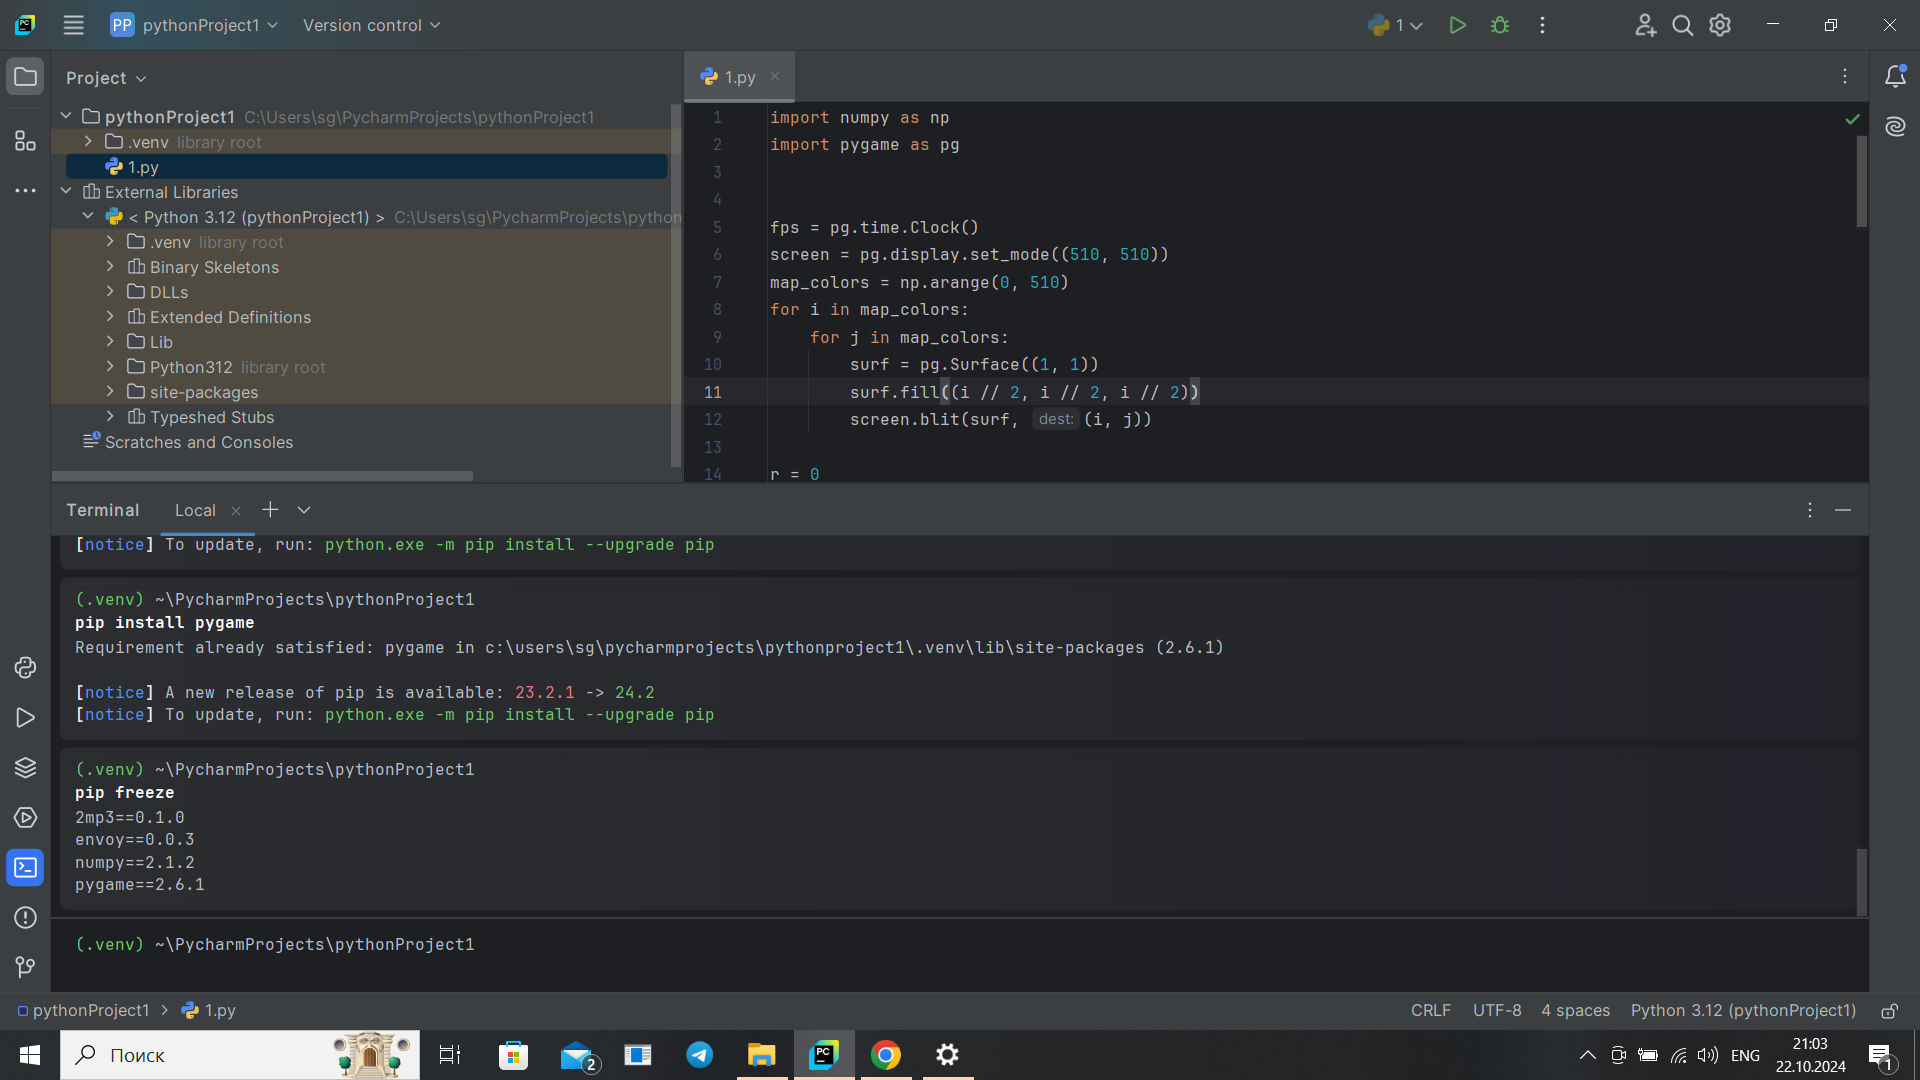 PP pythonProject1 Version control
1
Project
pythonProject1 C:\Users\sg\PycharmProjects\pythonProject1
.venv library root
1.py
External Libraries
< Python 3.12 (pythonProject1) > C:\Users\sg\PycharmProjects\python
.venv library root
Binary Skeletons
DLLs
Extended Definitions
Lib
Python312 library root
site-packages
Typeshed Stubs
Scratches and Consoles
1.py
1 import numpy as np
2 import pygame as pg
3
4
5 fps = pg.time.Clock()
6 screen = pg.display.set_mode((510, 510))
7 map_colors = np.arange(0, 510)
8 for i in map_colors:
9 for j in map_colors:
10 surf = pg.Surface((1, 1))
11 surf.fill((i // 2, i // 2, i // 2))
12 screen.blit(surf, dest: (i, j))
13
14 r = 0
Terminal Local
[notice] To update, run: python.exe -m pip install --upgrade pip
(.venv) ~\PycharmProjects\pythonProject1
pip install pygame
Requirement already satisfied: pygame in c:\users\sg\pycharmprojects\pythonproject1\.venv\lib\site-packages (2.6.1)
[notice] A new release of pip is available: 23.2.1 -> 24.2
[notice] To update, run: python.exe -m pip install --upgrade pip
(.venv) ~\PycharmProjects\pythonProject1
pip freeze
2mp3==0.1.0
envoy==0.0.3
numpy==2.1.2
pygame==2.6.1
(.venv) ~\PycharmProjects\pythonProject1
pythonProject1 > 1.py
CRLF UTF-8 4 spaces Python 3.12 (pythonProject1)
Поиск
2
PC
ENG
21:03
22.10.2024
1